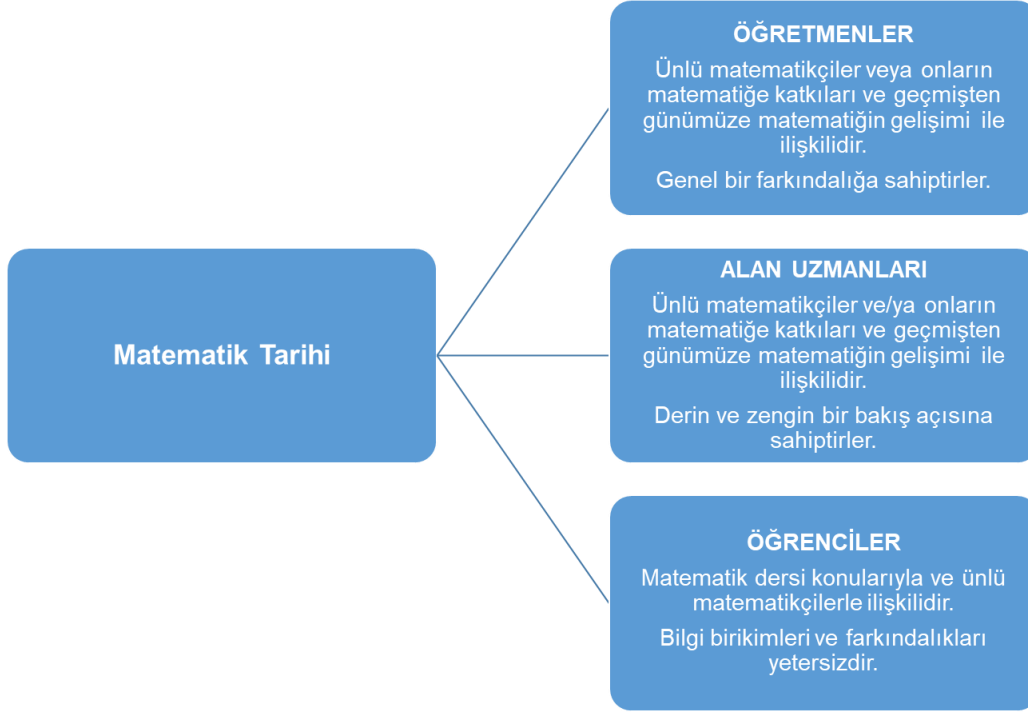 Matematik Tarihi
ÖĞRETMENLER
Ünlü matematikçiler veya onların
matematiğe katkıları ve geçmişten
günümüze matematiğin gelişimi ile
ilişkilidir.
Genel bir farkındalığa sahiptirler.
ALAN UZMANLARI
Ünlü matematikçiler ve/ya onların
matematiğe katkıları ve geçmişten
günümüze matematiğin gelişimi ile
ilişkilidir.
Derin ve zengin bir bakış açısına
sahiptirler.
ÖĞRENCİLER
Matematik dersi konularıyla ve ünlü
matematikçilerle ilişkilidir.
Bilgi birikimleri ve farkındalıkları
yetersizdir.